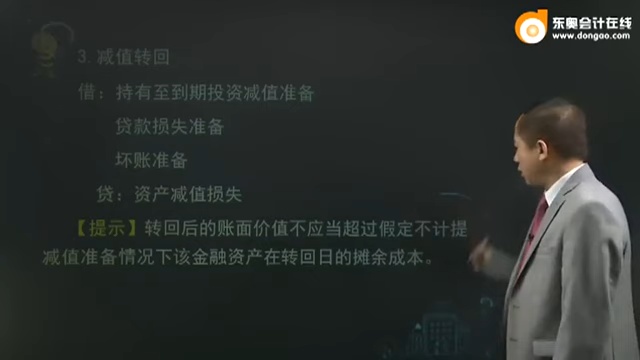 东奥会计在线
www.dongao.com
3.减值转回
借：持有至到期投资减值准备
贷款损失准备
坏账准备
贷：资产减值损失
【提示】转回后的账面价值不应当超过假定不计提
减值准备情况下该金融资产在转回日的摊余成本。